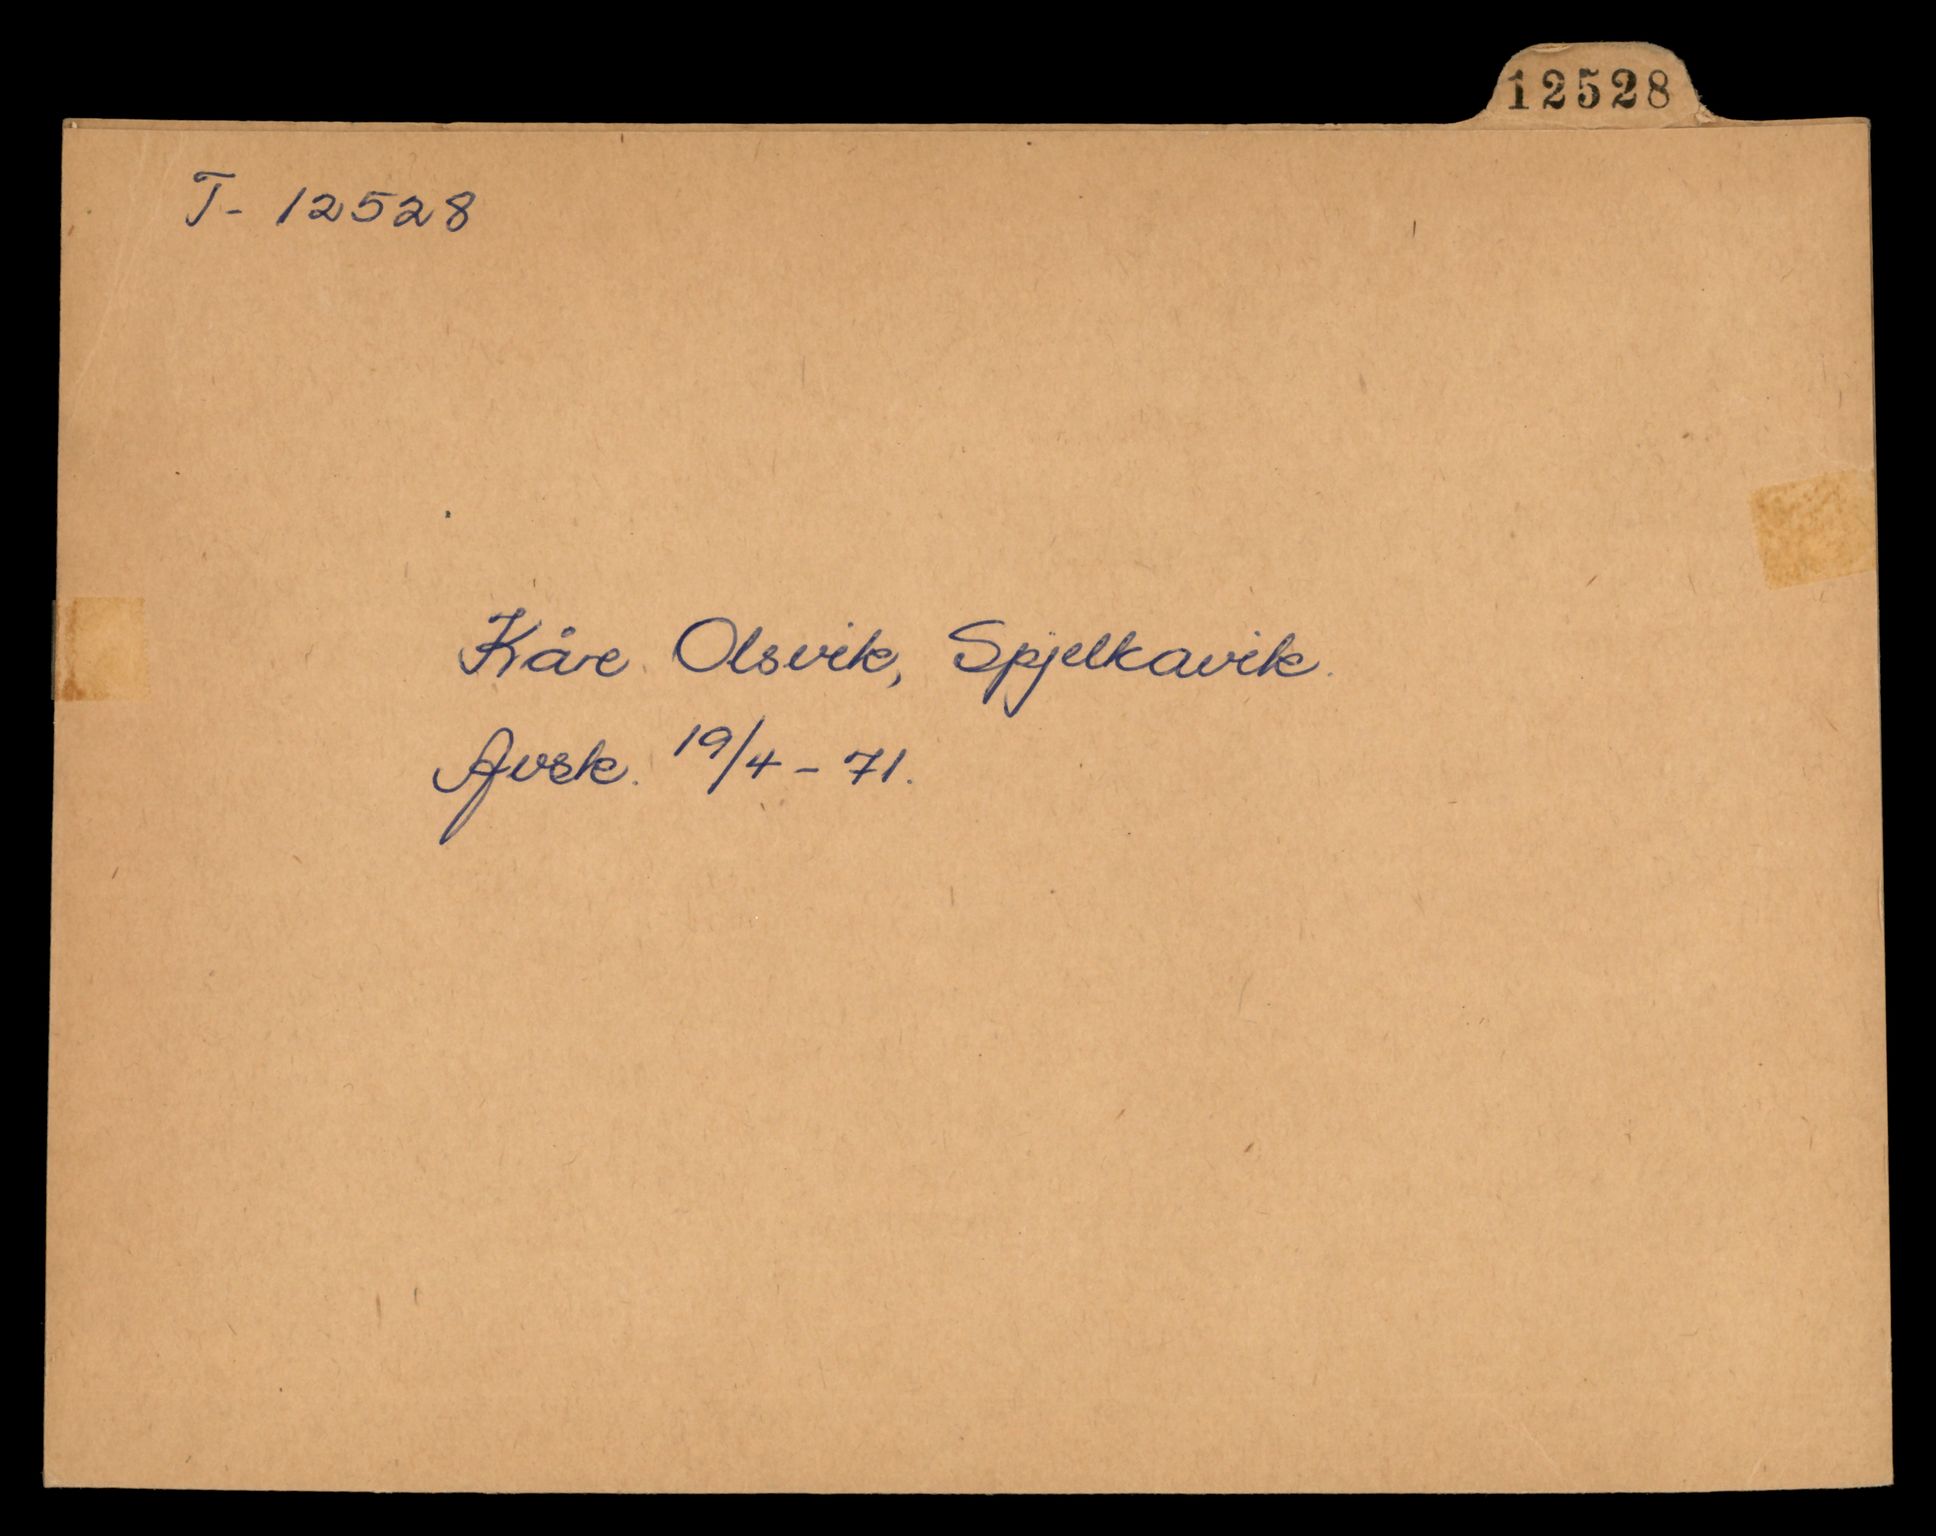 12528
T- 12528
Kåre Olsvik, Spjelkavik.
Avsk. 19/4 - 71.